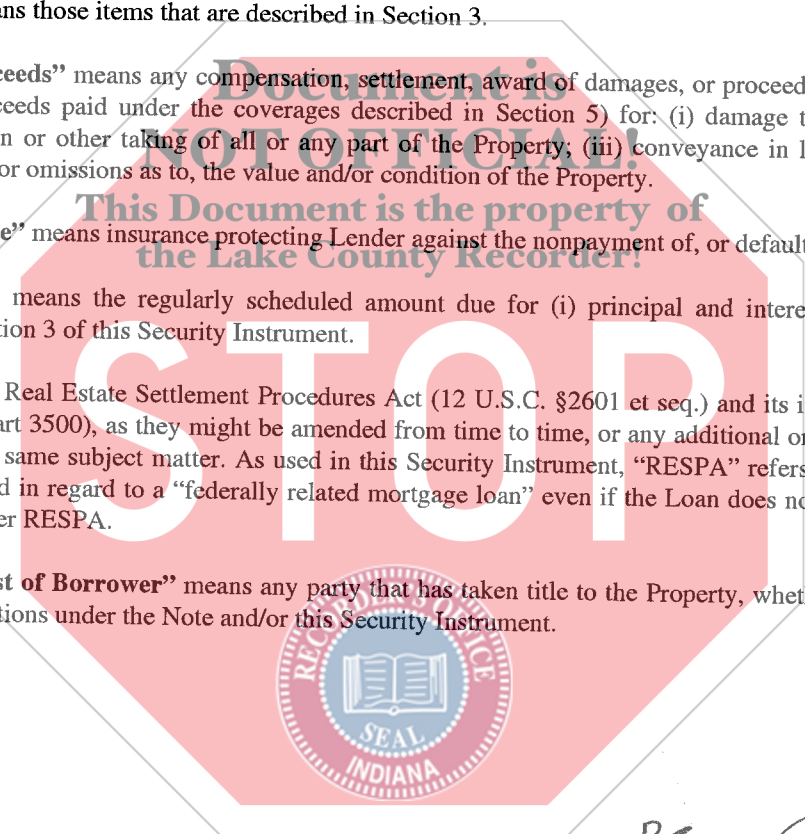 ns those items that are described in Section 3.
Document is
ceeds” means any compensation, settlement, award of damages, or proceed
ceeds paid under the coverages described in Section 5) for: (i) damage t
NOT OFFICIAL!
n or other taking of all or any part of the Property; (iii) conveyance in l
or omissions as to, the value and/or condition of the Property.
This Document is the property of
e” means insurance protecting Lender against the nonpayment of, or default
the Lake County Recorder!
means the regularly scheduled amount due for (i) principal and intere
tion 3 of this Security Instrument.
STOP
Real Estate Settlement Procedures Act (12 U.S.C. §2601 et seq.) and its i
art 3500), as they might be amended from time to time, or any additional or
same subject matter. As used in this Security Instrument, “RESPA” refers
d in regard to a “federally related mortgage loan” even if the Loan does no
er RESPA.
st of Borrower” means any party that has taken title to the Property, whet
tions under the Note and/or this Security Instrument.
RECORDER'S OFFICE
SEAL
INDIANA